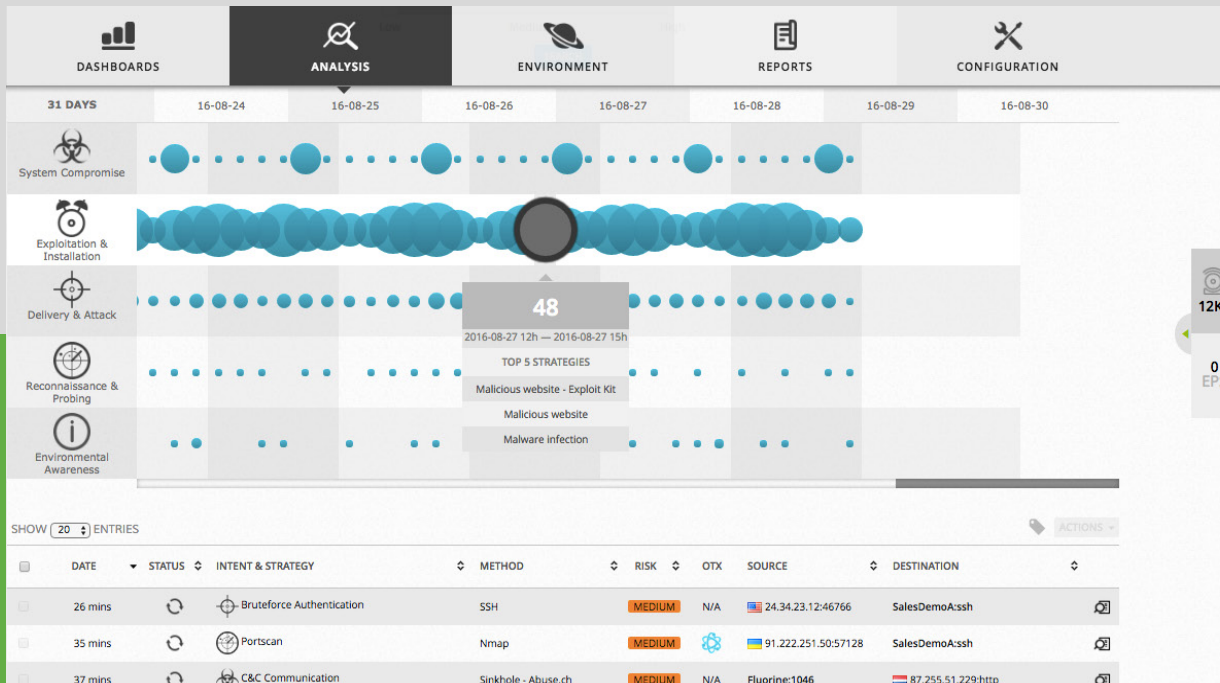 DASHBOARDS
ANALYSIS
ENVIRONMENT
REPORTS
CONFIGURATION
31 DAYS
16-08-24
16-08-25
16-08-26
16-08-27
16-08-28
16-08-29
16-08-30
System Compromise
Exploitation &
Installation
Delivery & Attack
Reconnaissance &
Probing
Environmental
Awareness
48
2016-08-27 12h — 2016-08-27 15h
TOP 5 STRATEGIES
Malicious website - Exploit Kit
Malicious website
Malware infection
12K
0
EP
SHOW 20 ENTRIES
ACTIONS
DATE STATUS INTENT & STRATEGY METHOD RISK OTX SOURCE DESTINATION
26 mins Bruteforce Authentication SSH MEDIUM N/A 24.34.23.12:46766 SalesDemoA:ssh
35 mins Portscan Nmap MEDIUM 91.222.251.50:57128 SalesDemoA:ssh
37 mins C&C Communication Sinkhole - Abuse.ch MEDIUM N/A Fluorine:1046 87.255.51.229:http